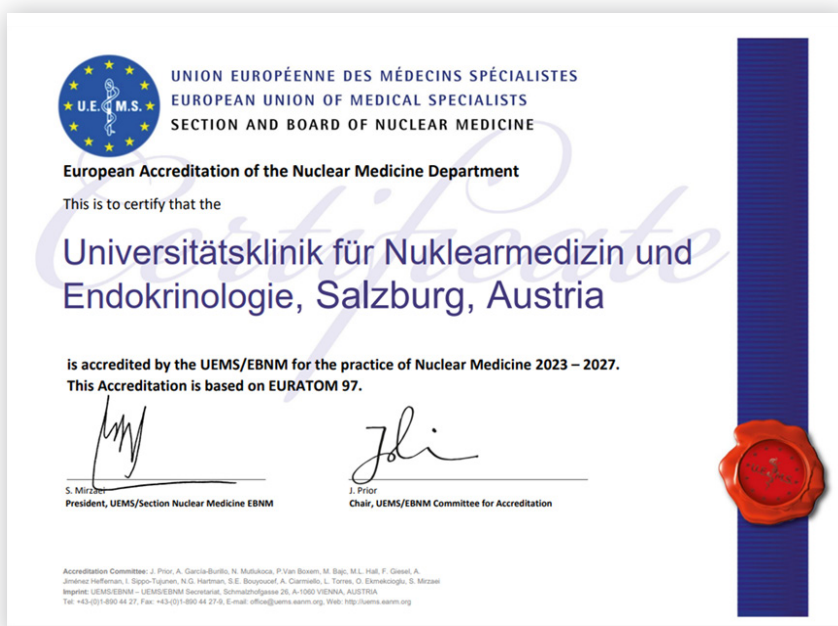 U.E. M.S.
UNION EUROPÉENNE DES MÉDECINS SPÉCIALISTES
EUROPEAN UNION OF MEDICAL SPECIALISTS
SECTION AND BOARD OF NUCLEAR MEDICINE
Certificate
European Accreditation of the Nuclear Medicine Department
This is to certify that the
Universitätsklinik für Nuklearmedizin und
Endokrinologie, Salzburg, Austria
is accredited by the UEMS/EBNM for the practice of Nuclear Medicine 2023 – 2027.
This Accreditation is based on EURATOM 97.
S. Mirzaei
President, UEMS/Section Nuclear Medicine EBNM
J. Prior
Chair, UEMS/EBNM Committee for Accreditation
Accreditation Committee: J. Prior, A. García-Burillo, N. Mutlukoca, P.Van Boxem, M. Bajc, M.L. Hall, F. Giesel, A.
Jiménez Heffernan, I. Sippo-Tujunen, N.G. Hartman, S.E. Bouyoucef, A. Ciarmiello, L. Torres, O. Ekmekcioglu, S. Mirzaei
Imprint: UEMS/EBNM – UEMS/EBNM Secretariat, Schmalzhofgasse 26, A-1060 VIENNA, AUSTRIA
Tel: +43-(0)1-890 44 27, Fax: +43-(0)1-890 44 27-9, E-mail: office@uems.eanm.org, Web: http://uems.eanm.org